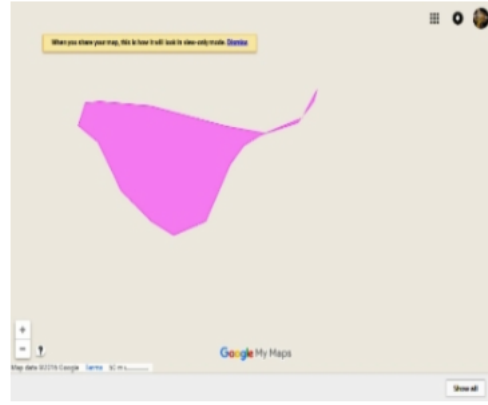 When you share your map, this is how it will look in view-only mode. Dismiss
+
−
Google My Maps
Map data ©2016 Google Terms 50 m
Show all